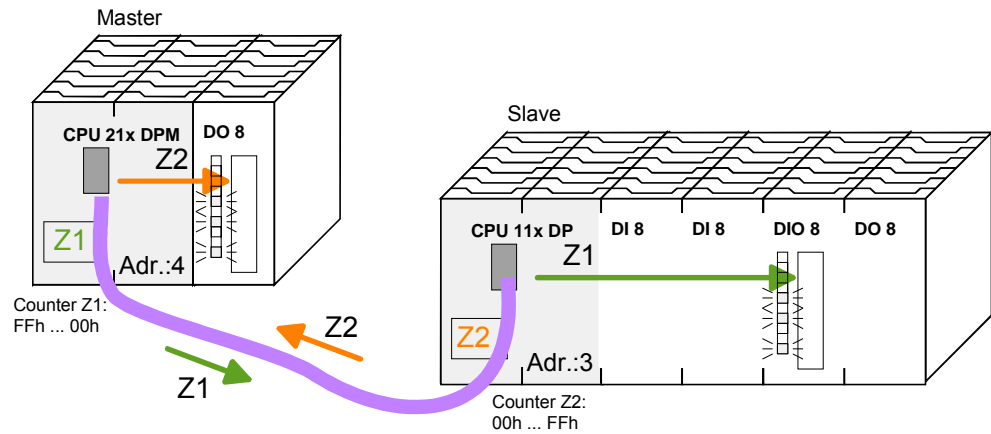 Master
CPU 21x DPM
DO 8
Z2
Z1
Adr.:4
Counter Z1:
FFh ... 00h
Z2
Z1
Slave
CPU 11x DP
DI 8
DI 8
DIO 8
DO 8
Z1
Z2
Adr.:3
Counter Z2:
00h ... FFh